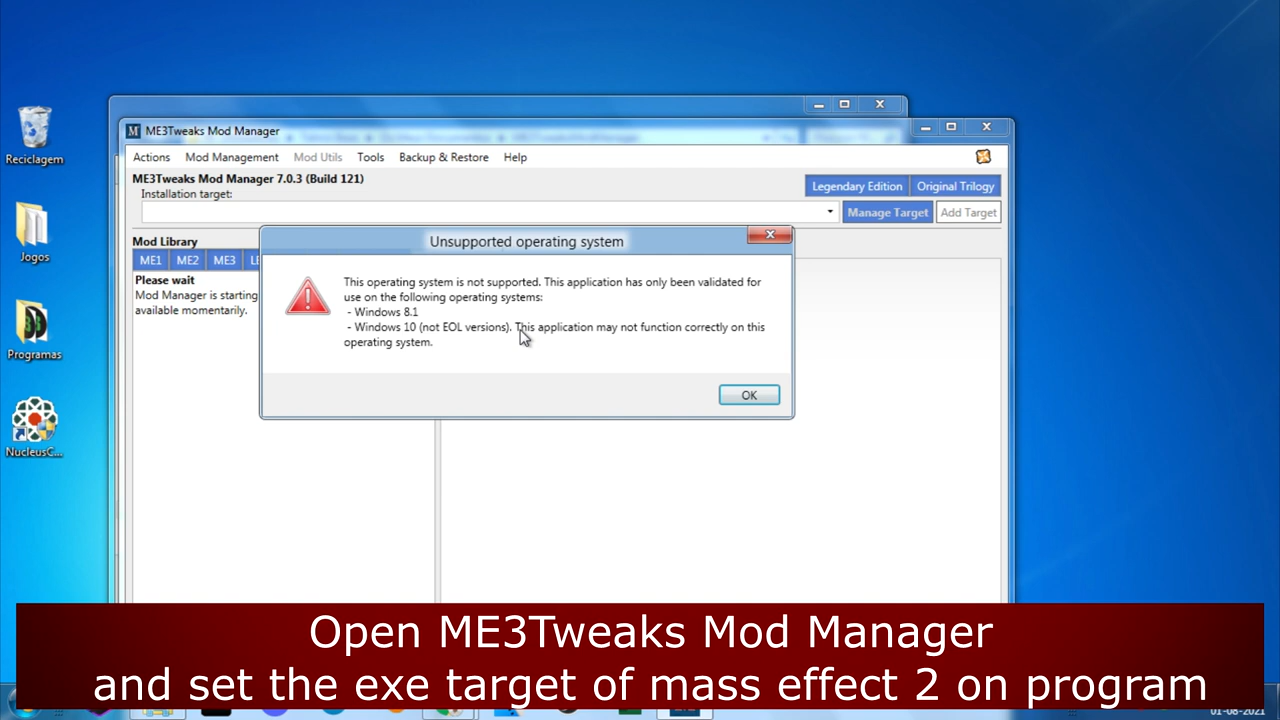 Reciclagem
Jogos
Programas
NucleusC...
ME3Tweaks Mod Manager
Actions Mod Management Mod Utils Tools Backup & Restore Help
ME3Tweaks Mod Manager 7.0.3 (Build 121)
Installation target:
Legendary Edition Original Trilogy
Manage Target Add Target
Mod Library
ME1 ME2 ME3
Please wait
Mod Manager is starting
available momentarily.
Unsupported operating system
This operating system is not supported. This application has only been validated for
use on the following operating systems:
- Windows 8.1
- Windows 10 (not EOL versions). This application may not function correctly on this
operating system.
OK
Open ME3Tweaks Mod Manager
and set the exe target of mass effect 2 on program
01-08-2021